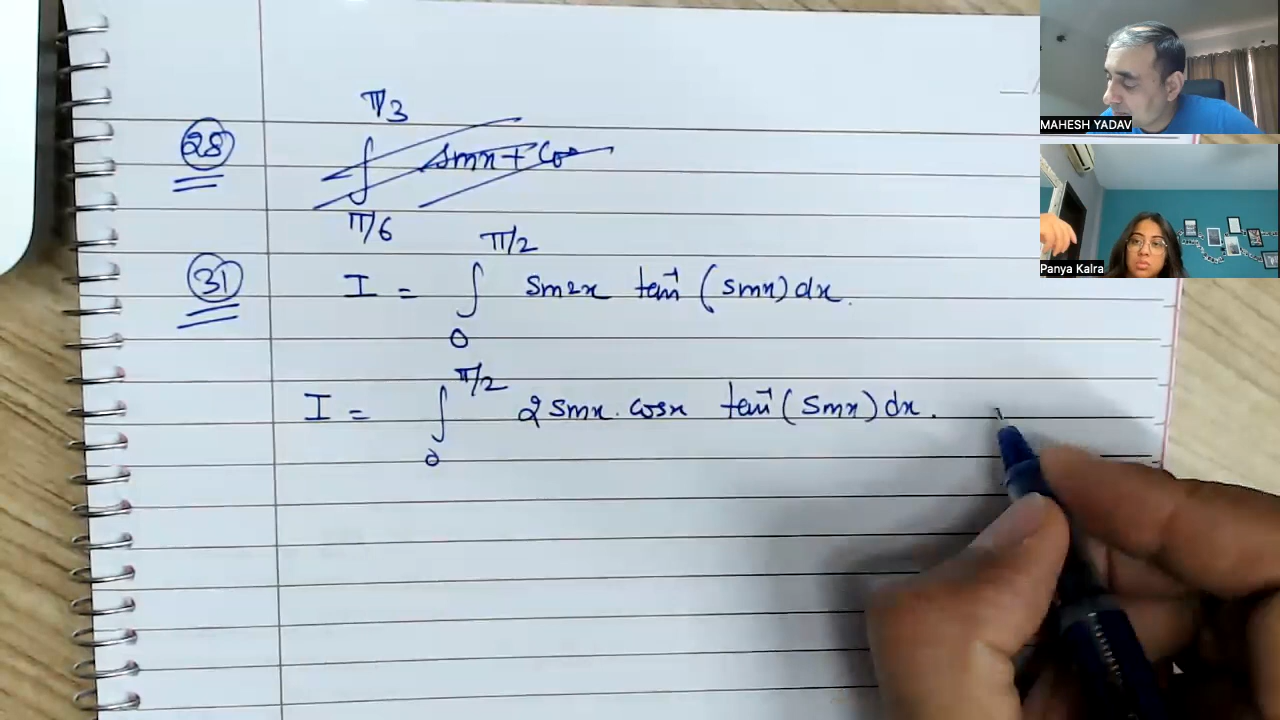 28 ∫ π/6 π/3 sinx + Cos
31 I = ∫ 0 π/2 sin2x tan⁻¹ (sinx) dx.
I = ∫ 0 π/2 2 sinx . cosx tan⁻¹ (sinx) dx.
MAHESH YADAV
Panya Kalra